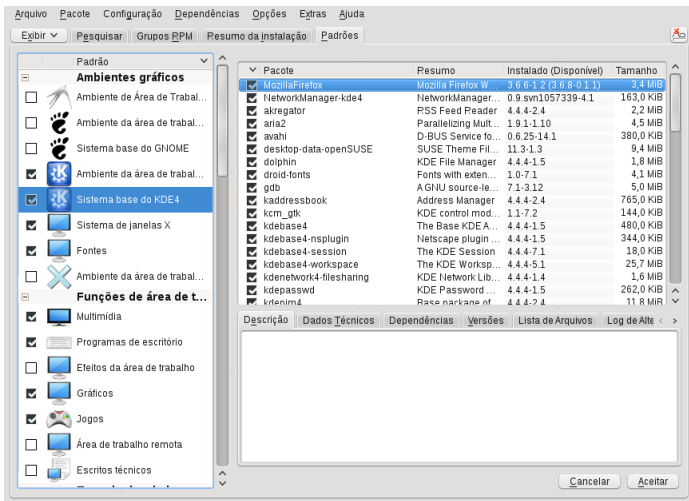 Arquivo Pacote Configuração Dependências Opções Extras Ajuda
Exibir Pesquisar Grupos RPM Resumo da instalação Padrões
Padrão
Ambientes gráficos
Ambiente de Área de Trabal...
Ambiente da área de trabal...
Sistema base do GNOME
Ambiente da área de trabal...
Sistema base do KDE4
Sistema de janelas X
Fontes
Ambiente da área de trabal...
Funções de área de t...
Multimídia
Programas de escritório
Efeitos da área de trabalho
Gráficos
Jogos
Área de trabalho remota
Escritos técnicos
Pacote Resumo Instalado (Disponível) Tamanho
MozillaFirefox Mozilla Firefox W... 3.6.6-1.2 (3.6.8-0.1.1) 3,4 MiB
NetworkManager-kde4 NetworkManager... 0.9.svn1057339-4.1 163,0 KiB
akregator RSS Feed Reader 4.4.4-2.4 2,2 MiB
aria2 Parallelizing Mult... 1.9.1-1.10 4,5 MiB
avahi D-BUS Service fo... 0.6.25-14.1 380,0 KiB
desktop-data-openSUSE SUSE Theme Fil... 11.3-1.3 9,4 MiB
dolphin KDE File Manager 4.4.4-1.5 1,8 MiB
droid-fonts Fonts with exten... 1.0-7.1 4,1 MiB
gdb A GNU source-le... 7.1-3.12 5,0 MiB
kaddressbook Address Manager 4.4.4-2.4 765,0 KiB
kcm_gtk KDE control mod... 1.1-7.2 144,0 KiB
kdebase4 The Base KDE A... 4.4.4-1.5 480,0 KiB
kdebase4-nsplugin Netscape plugin ... 4.4.4-1.5 344,0 KiB
kdebase4-session The KDE Session 4.4.4-7.1 18,0 KiB
kdebase4-workspace The KDE Worksp... 4.4.4-5.1 25,7 MiB
kdenetwork4-filesharing KDE Network Lib... 4.4.4-1.4 1,6 MiB
kdepasswd KDE Password ... 4.4.4-1.5 262,0 KiB
kdepim4 Base package of 4.4.4-2.4 11,8 MiB
Descrição Dados Técnicos Dependências Versões Lista de Arquivos Log de Alte
Cancelar Aceitar